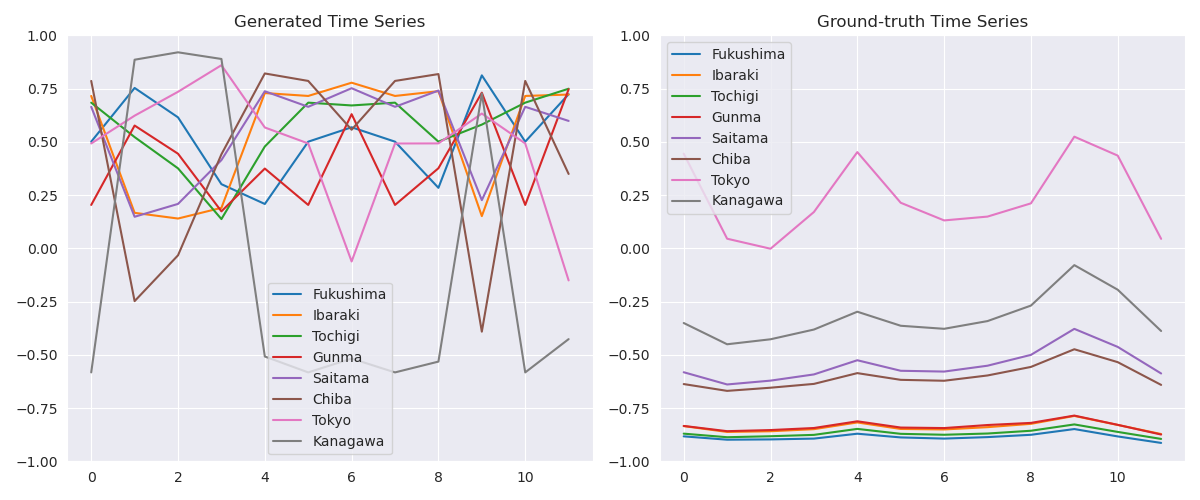 Generated Time Series
1.00
0.75
0.50
0.25
0.00
−0.25
−0.50
−0.75
−1.00
0 2 4 6 8 10
Fukushima
Ibaraki
Tochigi
Gunma
Saitama
Chiba
Tokyo
Kanagawa
Ground-truth Time Series
1.00
0.75
0.50
0.25
0.00
−0.25
−0.50
−0.75
−1.00
0 2 4 6 8 10
Fukushima
Ibaraki
Tochigi
Gunma
Saitama
Chiba
Tokyo
Kanagawa